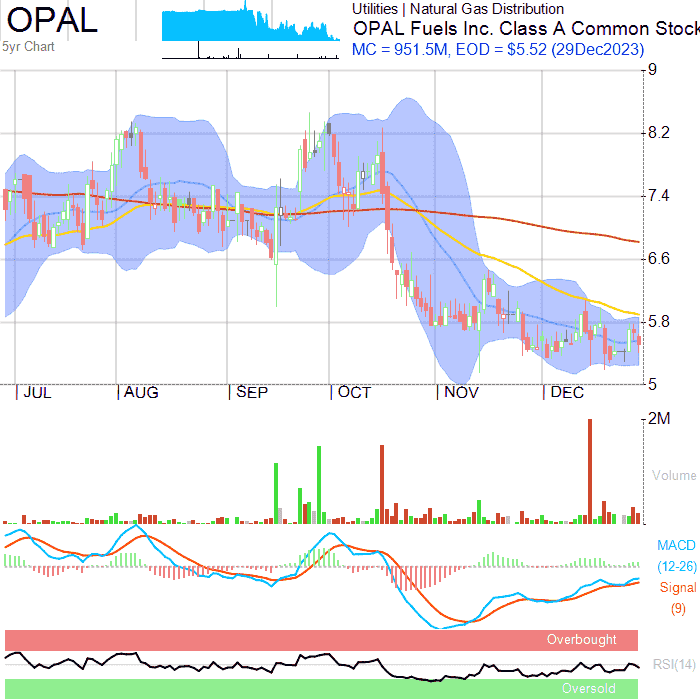 OPAL
5yr Chart
Utilities | Natural Gas Distribution
OPAL Fuels Inc. Class A Common Stock
MC = 951.5M, EOD = $5.52 (29Dec2023)
9
8.2
7.4
6.6
5.8
5
JUL AUG SEP OCT NOV DEC
2M
Volume
MACD
(12-26)
Signal
(9)
Overbought
RSI(14)
Oversold